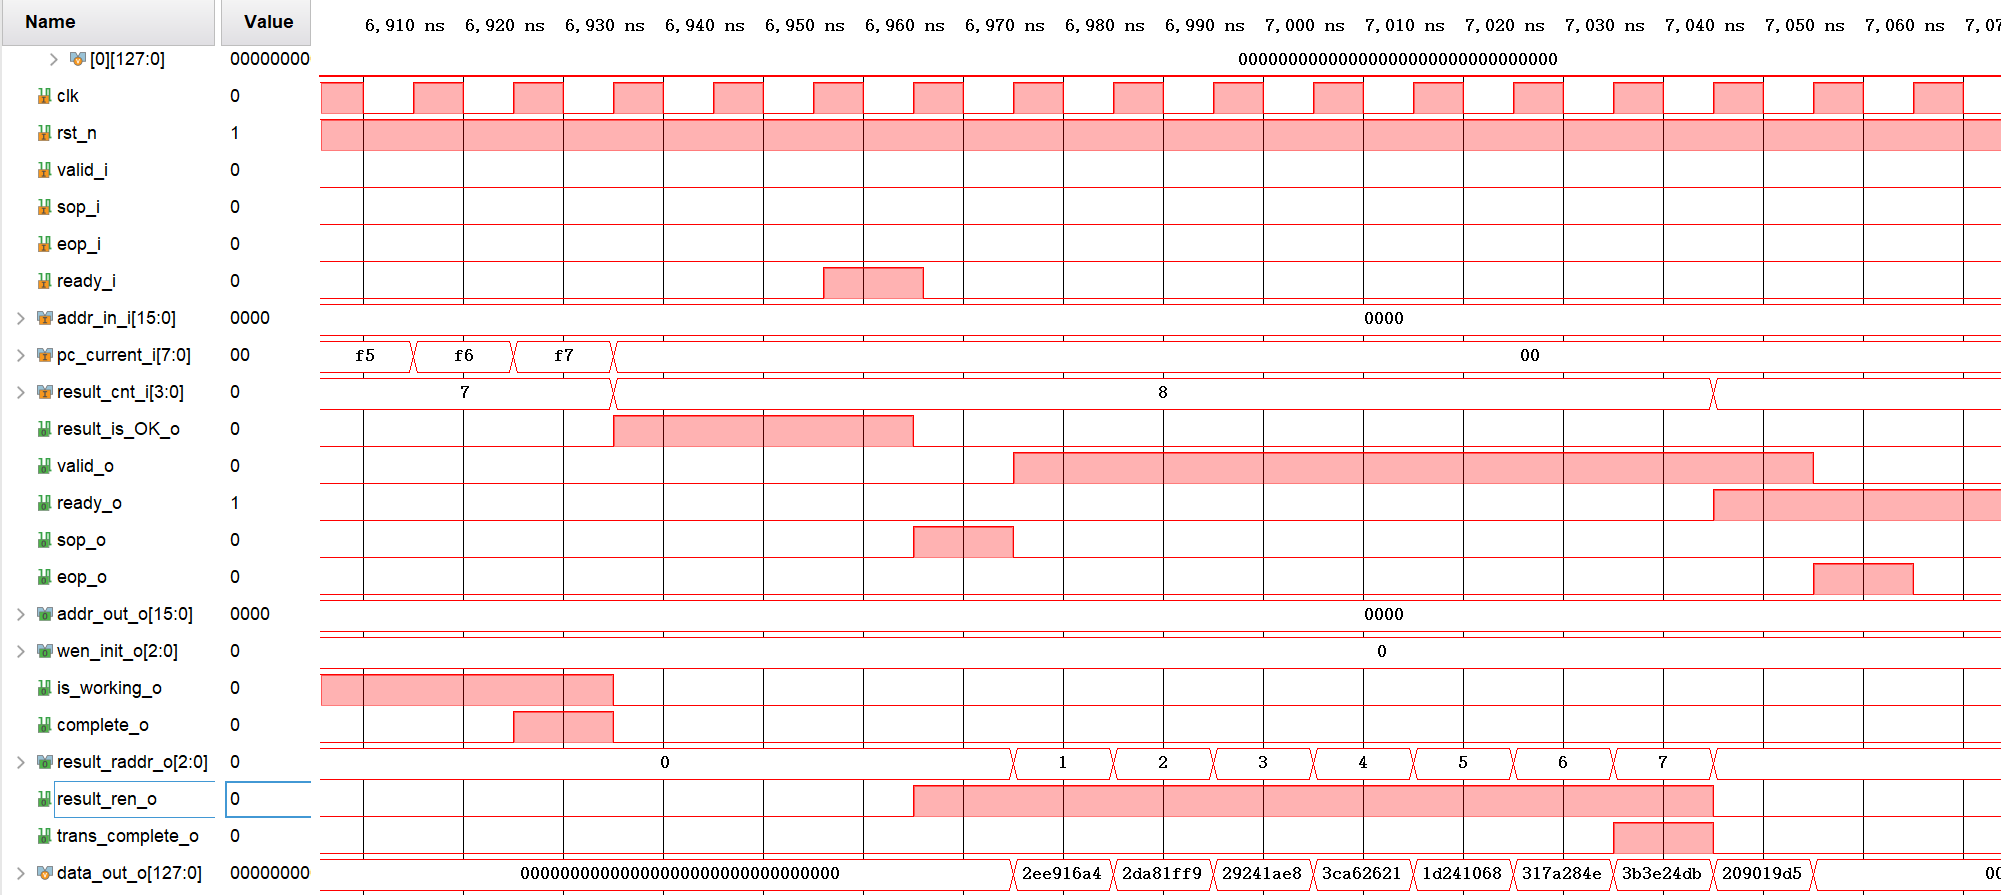 Name Value 6,910 ns 6,920 ns 6,930 ns 6,940 ns 6,950 ns 6,960 ns 6,970 ns 6,980 ns 6,990 ns 7,000 ns 7,010 ns 7,020 ns 7,030 ns 7,040 ns 7,050 ns 7,060 ns 7,07
[0][127:0] 00000000 00000000000000000000000000000000
clk 0
rst_n 1
valid_i 0
sop_i 0
eop_i 0
ready_i 0
addr_in_i[15:0] 0000 0000
pc_current_i[7:0] 00 f5 f6 f7 00
result_cnt_i[3:0] 0 7 8
result_is_OK_o 0
valid_o 0
ready_o 1
sop_o 0
eop_o 0
addr_out_o[15:0] 0000 0000
wen_init_o[2:0] 0 0
is_working_o 0
complete_o 0
result_raddr_o[2:0] 0 0 1 2 3 4 5 6 7
result_ren_o 0
trans_complete_o 0
data_out_o[127:0] 00000000 00000000000000000000000000000000 2ee916a4 2da81ff9 29241ae8 3ca62621 1d241068 317a284e 3b3e24db 209019d5 00